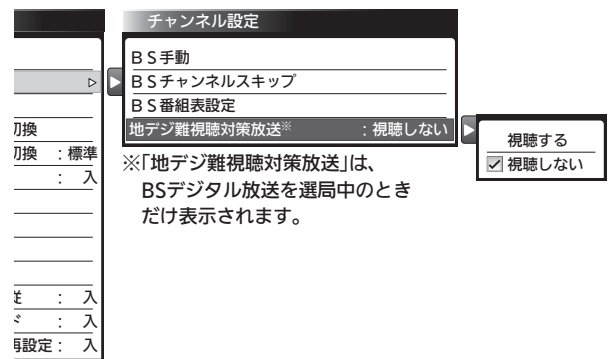 チャンネル設定
BS手動
BSチャンネルスキップ
BS番組表設定
地デジ難視聴対策放送※ :視聴しない
視聴する
視聴しない
※「地デジ難視聴対策放送」は、
BSデジタル放送を選局中のとき
だけ表示されます。
切換
切換 :標準
: 入
: 入
: 入
再設定: 入